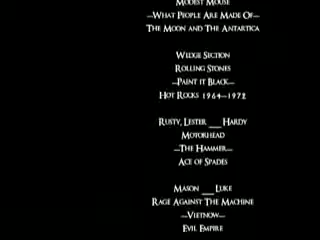 Modest Mouse
—What People Are Made Of—
The Moon and The Antartica
Wedge Section
Rolling Stones
—Paint it Black—
Hot Rocks 1964—1972
Rusty, Lester ___ Hardy
Motorhead
—The Hammer—
Ace of Spades
Mason ___ Luke
Rage Against The Machine
—Vietnow—
Evil Empire